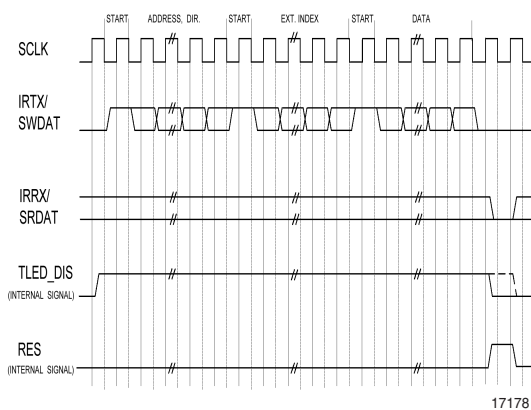 START ADDRESS, DIR. START EXT. INDEX START DATA
SCLK
IRTX/
SWDAT
IRRX/
SRDAT
TLED_DIS
(INTERNAL SIGNAL)
RES
(INTERNAL SIGNAL)
17178